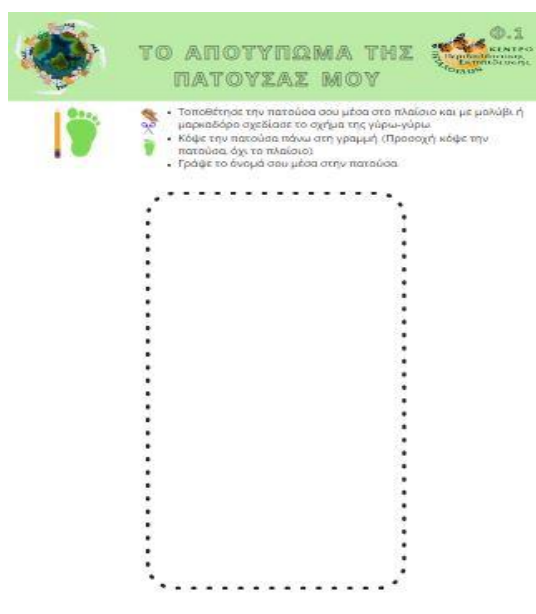 Φ.1
ΤΟ ΑΠΟΤΥΠΩΜΑ ΤΗΣ
ΠΑΤΟΥΣΑΣ ΜΟΥ
ΚΕΝΤΡΟ
Περιβαλλοντικής
Εκπαίδευσης
• Τοποθέτησε την πατούσα σου μέσα στο πλαίσιο και με μολύβι ή
μαρκαδόρο σχεδίασε το σχήμα της γύρω-γύρω.
• Κόψε την πατούσα πάνω στη γραμμή (Προσοχή κόψε την
πατούσα, όχι το πλαίσιο).
• Γράψε το όνομά σου μέσα στην πατούσα.